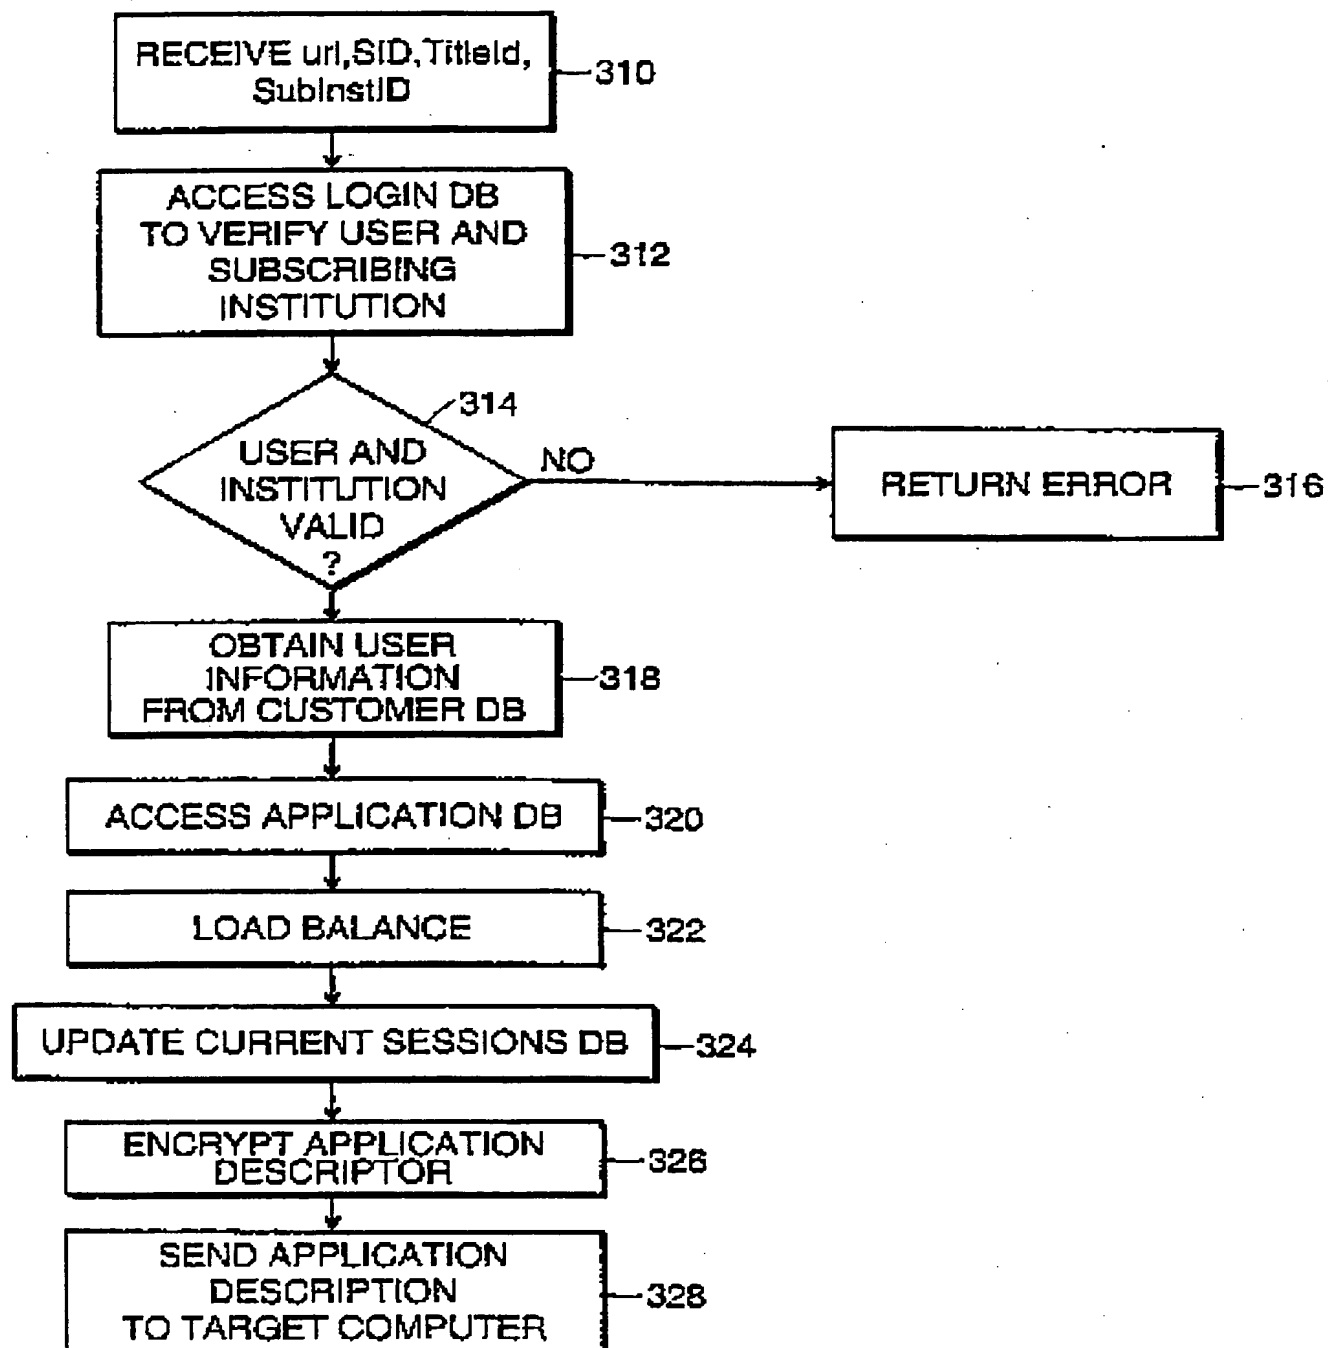 RECEIVE url,SID,TitleId,
SubInstID
310
ACCESS LOGIN DB
TO VERIFY USER AND
SUBSCRIBING
INSTITUTION
312
314
USER AND
INSTITUTION
VALID
?
NO
RETURN ERROR
316
OBTAIN USER
INFORMATION
FROM CUSTOMER DB
318
ACCESS APPLICATION DB
320
LOAD BALANCE
322
UPDATE CURRENT SESSIONS DB
324
ENCRYPT APPLICATION
DESCRIPTOR
326
SEND APPLICATION
DESCRIPTION
TO TARGET COMPUTER
328